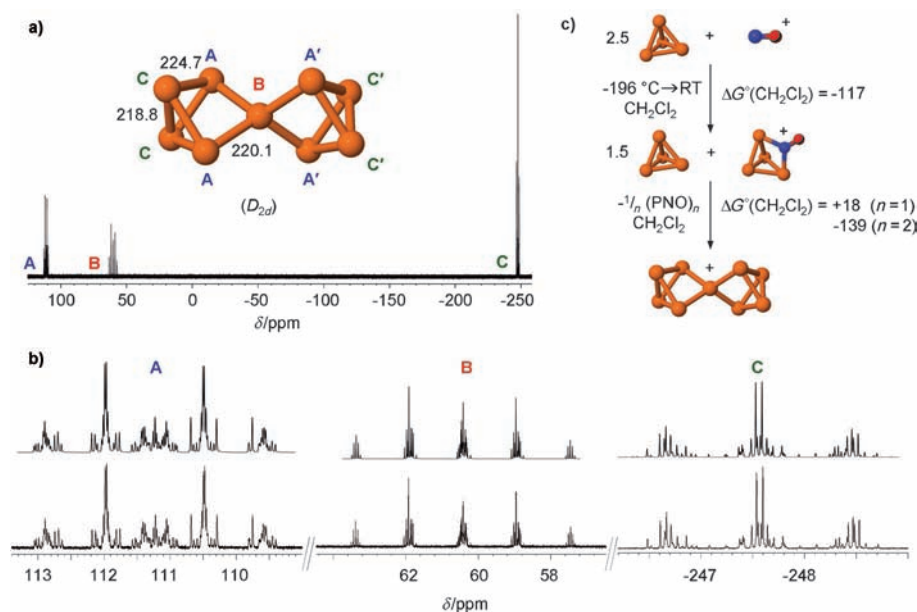 a)
A A′
224.7 B
C C′
218.8
220.1
C C′
A A′
(D2d)
A B C
100 50 0 -50 -100 -150 -200 -250
δ/ppm
c)
2.5 + +
-196 °C→RT
CH2Cl2
ΔG°(CH2Cl2) = -117
1.5 + +
-1/n (PNO)n
CH2Cl2
ΔG°(CH2Cl2) = +18 (n=1)
-139 (n=2)
+
b)
A B C
113 112 111 110 62 60 58 -247 -248
δ/ppm